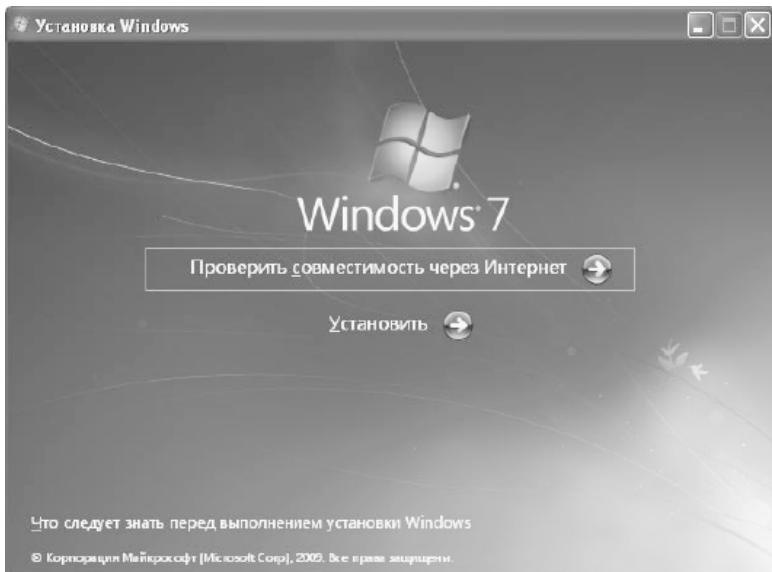 Установка Windows
Windows 7
Проверить совместимость через Интернет
Установить
Что следует знать перед выполнением установки Windows
© Корпорация Майкрософт (Microsoft Corp), 2009. Все права защищены.